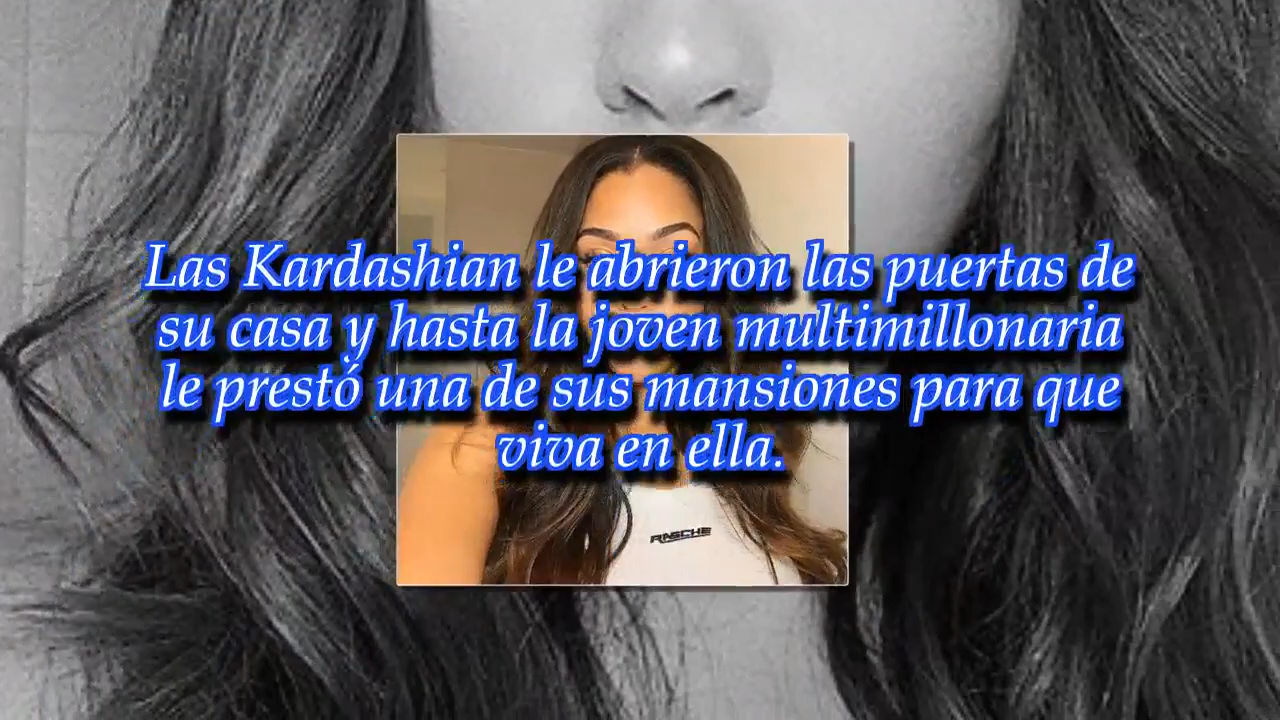 Las Kardashian le abrieron las puertas de
su casa y hasta la joven multimillonaria
le prestó una de sus mansiones para que
viva en ella.